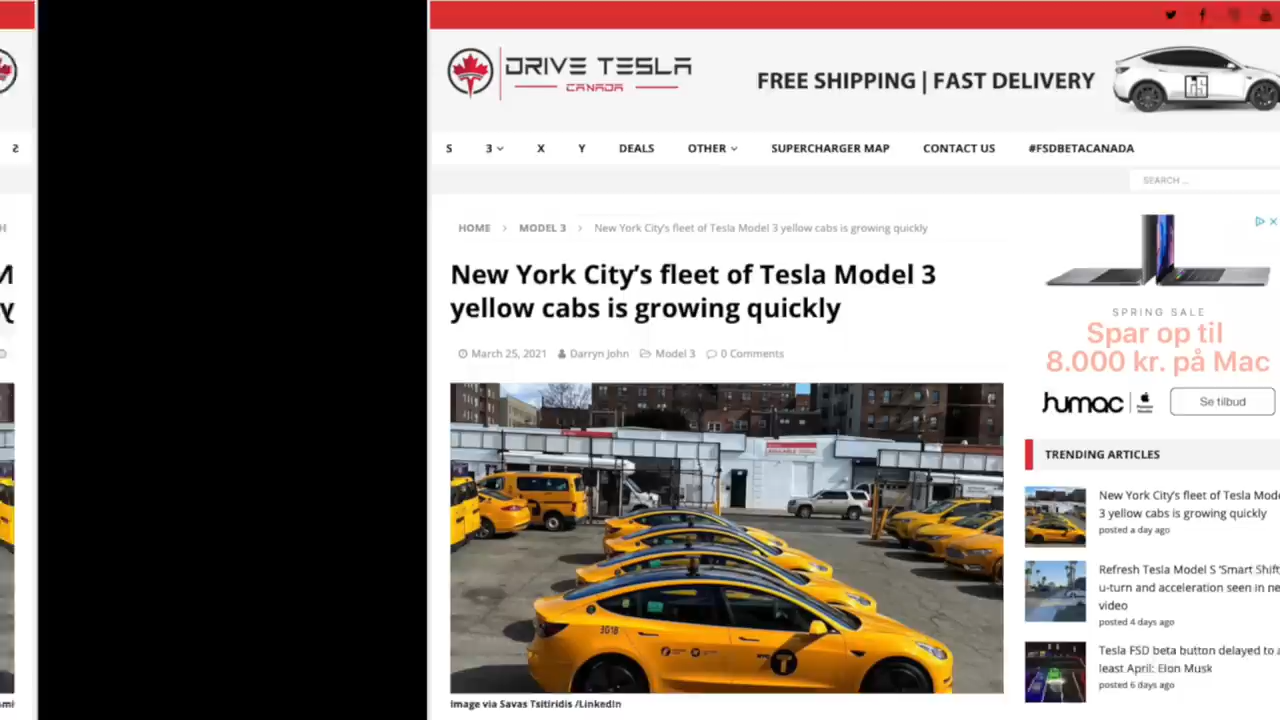 DRIVE TESLA
CANADA
FREE SHIPPING | FAST DELIVERY
S 3 X Y DEALS OTHER SUPERCHARGER MAP CONTACT US #FSDBETACANADA
SEARCH ...
HOME > MODEL 3 > New York City's fleet of Tesla Model 3 yellow cabs is growing quickly
New York City's fleet of Tesla Model 3
yellow cabs is growing quickly
March 25, 2021 Darryn John Model 3 0 Comments
3G18
NYC T
Image via Savas Tsitiridis /LinkedIn
SPRING SALE
Spar op til
8.000 kr. på Mac
humac
Se tilbud
TRENDING ARTICLES
New York City's fleet of Tesla Mode
3 yellow cabs is growing quickly
posted a day ago
Refresh Tesla Model S 'Smart Shift
u-turn and acceleration seen in ne
video
posted 4 days ago
Tesla FSD beta button delayed to a
least April: Elon Musk
posted 6 days ago